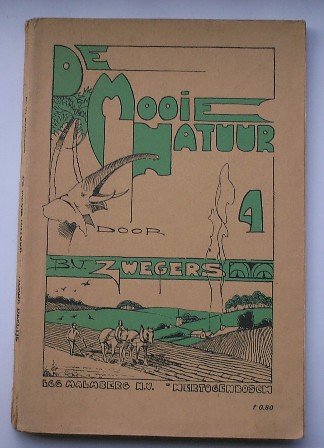 DE
MOOIE
NATUUR
4
DOOR
B.V. ZWEGERS
L.C.G. MALMBERG N.V. 'HERTOGENBOSCH
f 0.80